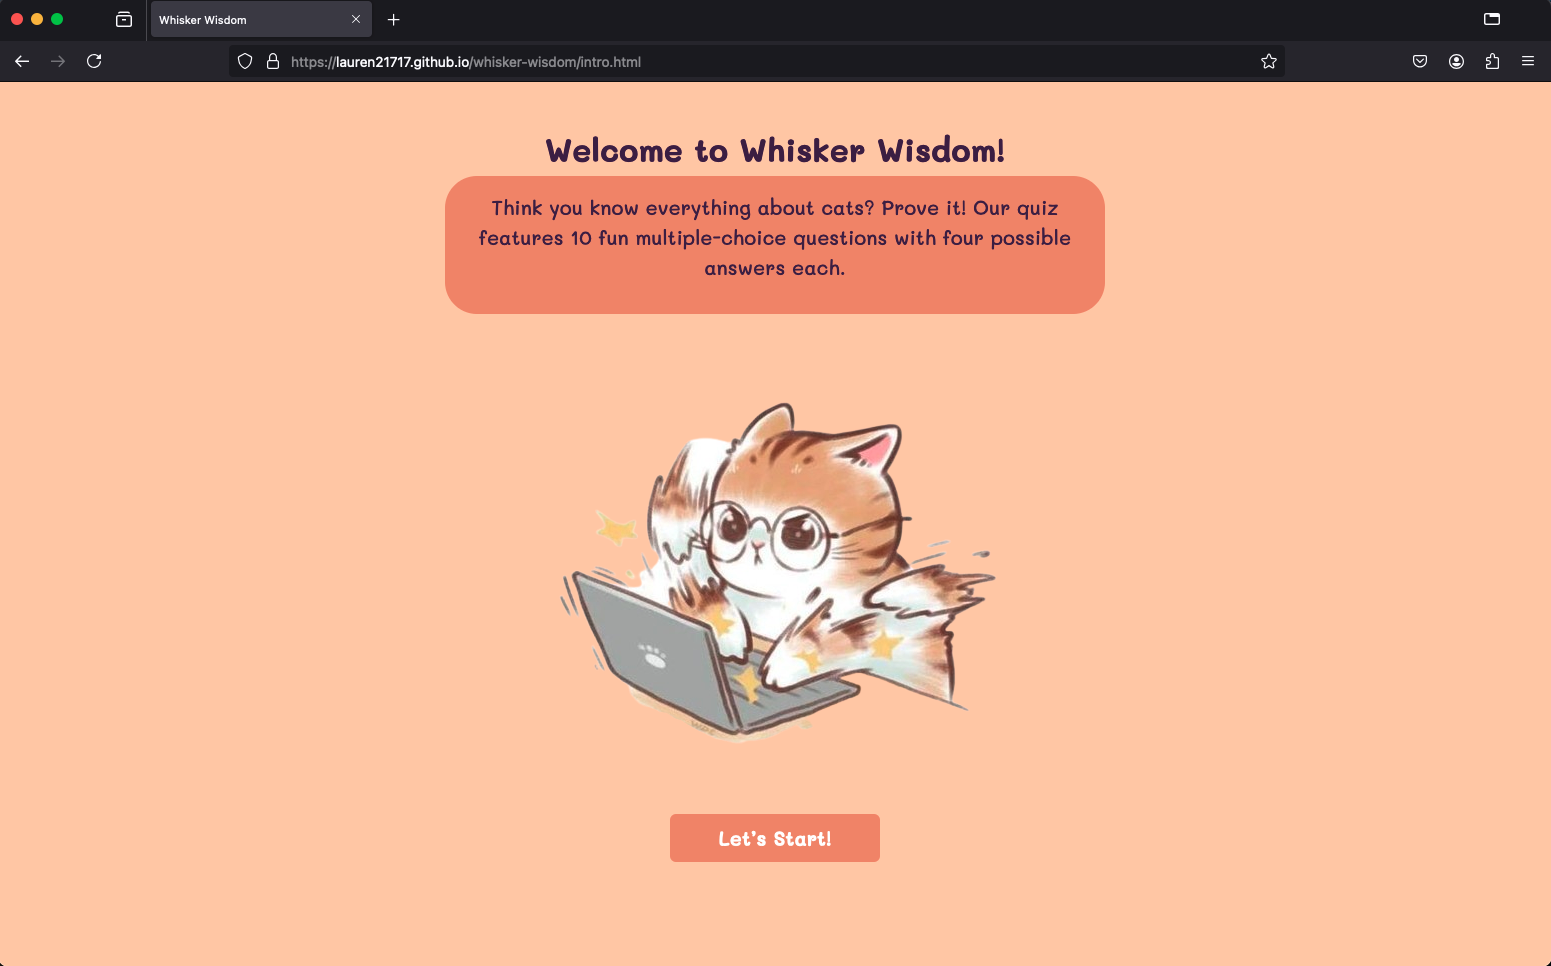 Whisker Wisdom
https://lauren21717.github.io/whisker-wisdom/intro.html
Welcome to Whisker Wisdom!
Think you know everything about cats? Prove it! Our quiz
features 10 fun multiple-choice questions with four possible
answers each.
Let's Start!